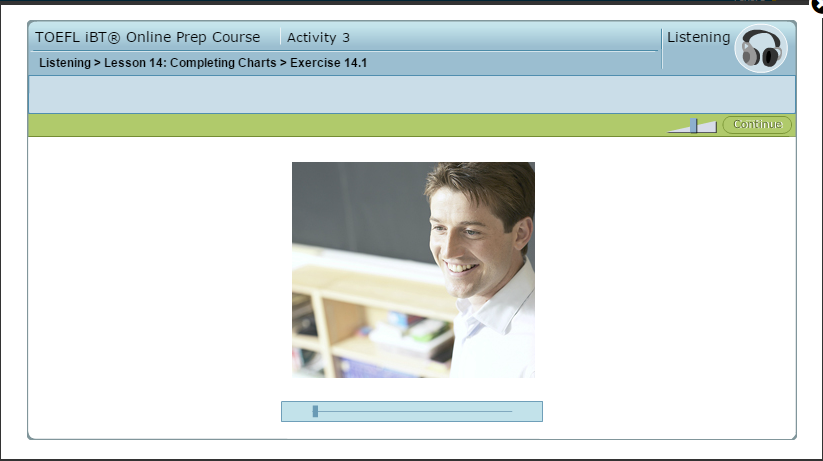 TOEFL iBT® Online Prep Course
Activity 3
Listening
Listening > Lesson 14: Completing Charts > Exercise 14.1
Continue